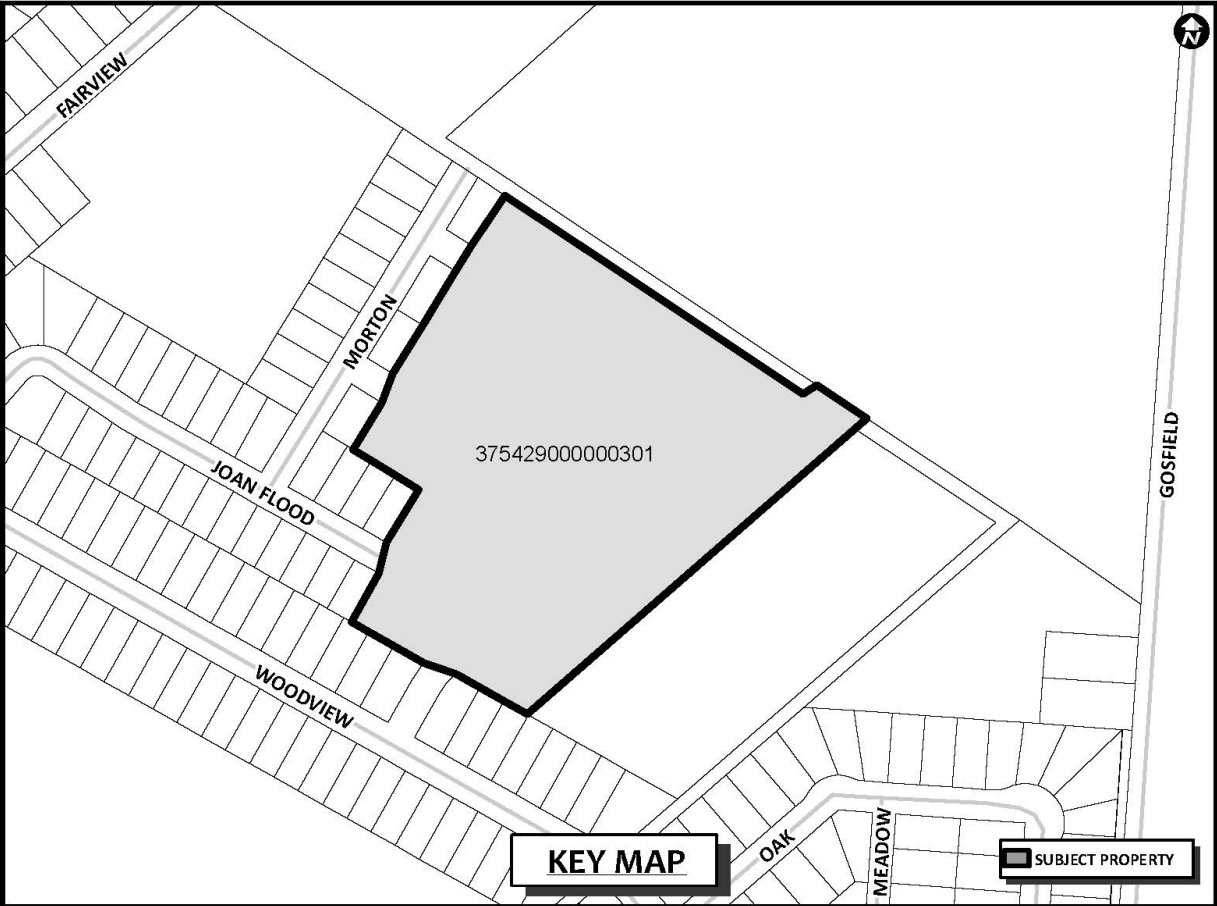 N
FAIRVIEW
MORTON
375429000000301
GOSFIELD
JOAN FLOOD
WOODVIEW
KEY MAP
OAK
MEADOW
SUBJECT PROPERTY